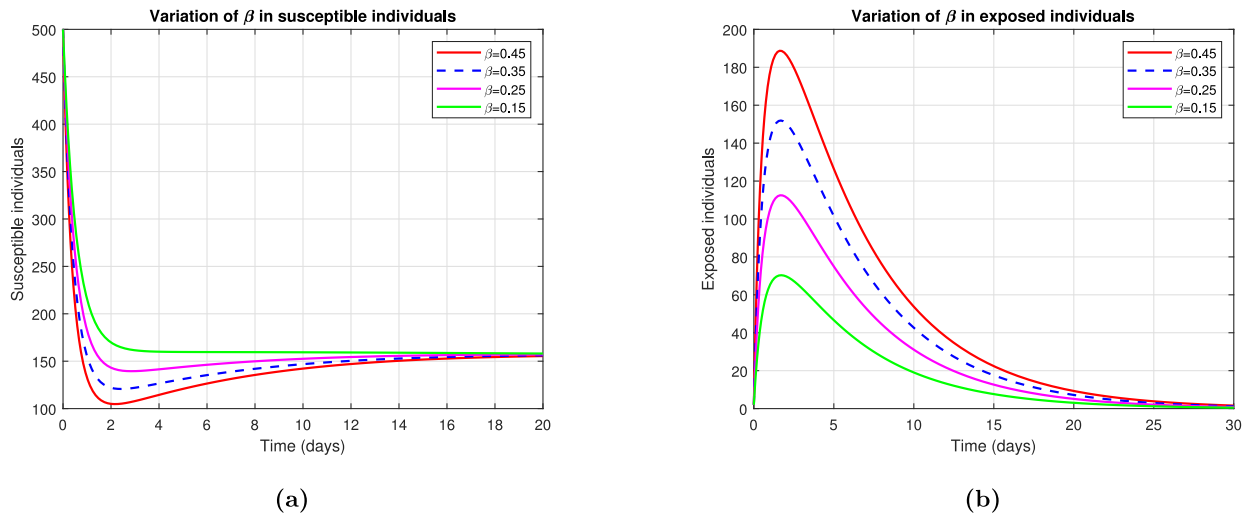 Variation of β in susceptible individuals
500
450
400
350
300
250
200
150
100
Susceptible individuals
β=0.45
β=0.35
β=0.25
β=0.15
0 2 4 6 8 10 12 14 16 18 20
Time (days)
(a)
Variation of β in exposed individuals
200
180
160
140
120
100
80
60
40
20
0
Exposed individuals
β=0.45
β=0.35
β=0.25
β=0.15
0 5 10 15 20 25 30
Time (days)
(b)